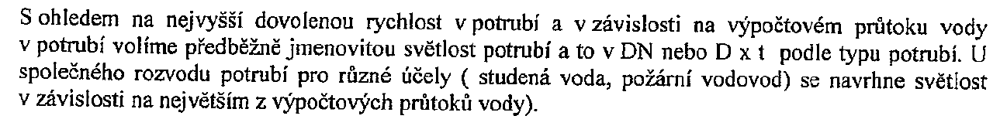 S ohledem na nejvyšší dovolenou rychlost v potrubí a v závislosti na výpočtovém průtoku vody
v potrubí volíme předběžně jmenovitou světlost potrubí a to v DN nebo D x t podle typu potrubí. U
společného rozvodu potrubí pro různé účely ( studená voda, požární vodovod) se navrhne světlost
v závislosti na největším z výpočtových průtoků vody).